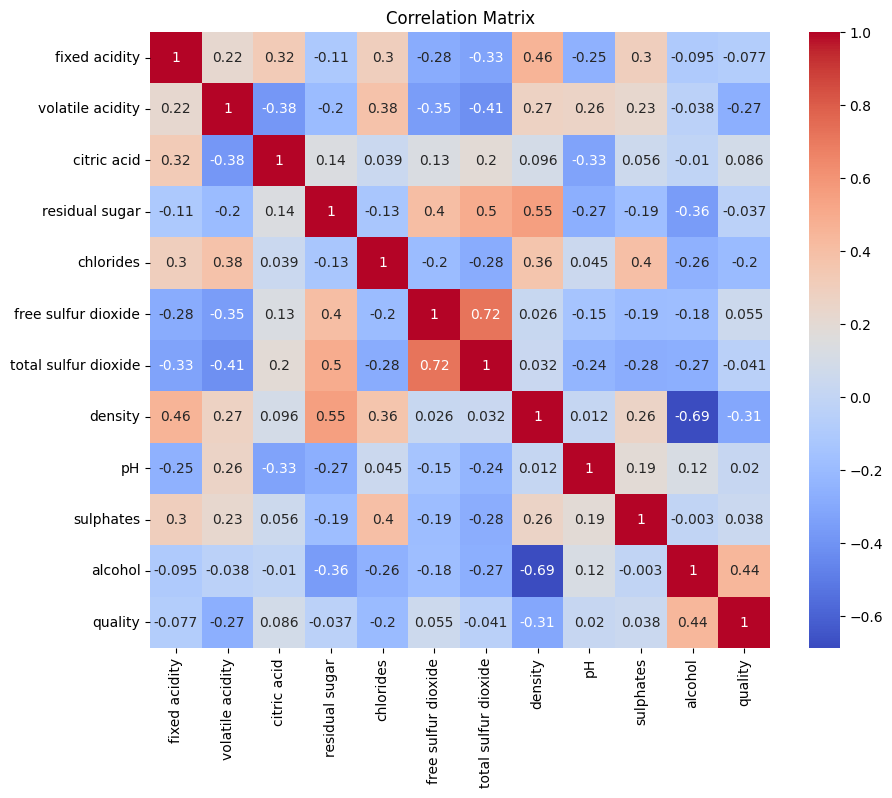 Correlation Matrix
fixed acidity 1 0.22 0.32 -0.11 0.3 -0.28 -0.33 0.46 -0.25 0.3 -0.095 -0.077
volatile acidity 0.22 1 -0.38 -0.2 0.38 -0.35 -0.41 0.27 0.26 0.23 -0.038 -0.27
citric acid 0.32 -0.38 1 0.14 0.039 0.13 0.2 0.096 -0.33 0.056 -0.01 0.086
residual sugar -0.11 -0.2 0.14 1 -0.13 0.4 0.5 0.55 -0.27 -0.19 -0.36 -0.037
chlorides 0.3 0.38 0.039 -0.13 1 -0.2 -0.28 0.36 0.045 0.4 -0.26 -0.2
free sulfur dioxide -0.28 -0.35 0.13 0.4 -0.2 1 0.72 0.026 -0.15 -0.19 -0.18 0.055
total sulfur dioxide -0.33 -0.41 0.2 0.5 -0.28 0.72 1 0.032 -0.24 -0.28 -0.27 -0.041
density 0.46 0.27 0.096 0.55 0.36 0.026 0.032 1 0.012 0.26 -0.69 -0.31
pH -0.25 0.26 -0.33 -0.27 0.045 -0.15 -0.24 0.012 1 0.19 0.12 0.02
sulphates 0.3 0.23 0.056 -0.19 0.4 -0.19 -0.28 0.26 0.19 1 -0.003 0.038
alcohol -0.095 -0.038 -0.01 -0.36 -0.26 -0.18 -0.27 -0.69 0.12 -0.003 1 0.44
quality -0.077 -0.27 0.086 -0.037 -0.2 0.055 -0.041 -0.31 0.02 0.038 0.44 1
fixed acidity
volatile acidity
citric acid
residual sugar
chlorides
free sulfur dioxide
total sulfur dioxide
density
pH
sulphates
alcohol
quality
1.0
0.8
0.6
0.4
0.2
0.0
−0.2
−0.4
−0.6